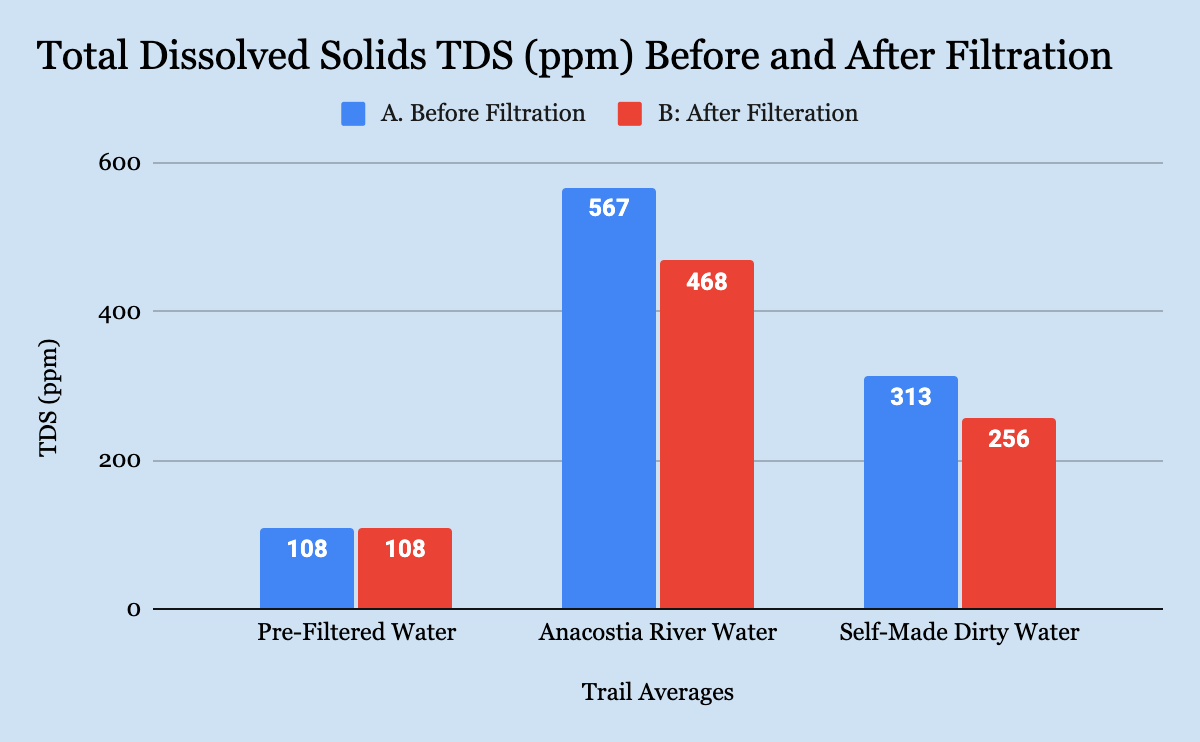 Total Dissolved Solids TDS (ppm) Before and After Filtration
A. Before Filtration
B: After Filteration
600
400
200
0
TDS (ppm)
567
468
313
256
108
108
Pre-Filtered Water
Anacostia River Water
Self-Made Dirty Water
Trail Averages